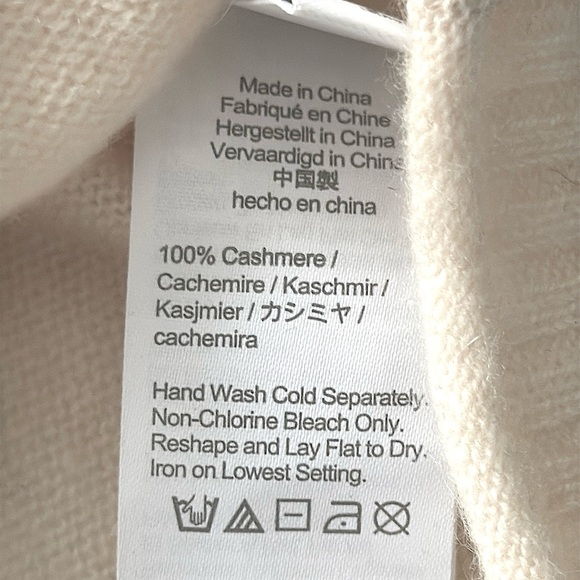 Made in China
Fabriqué en Chine
Hergestellt in China
Vervaardigd in China
中国製
hecho en china
100% Cashmere /
Cachemire / Kaschmir /
Kasjmier / カシミヤ /
cachemira
Hand Wash Cold Separately.
Non-Chlorine Bleach Only.
Reshape and Lay Flat to Dry.
Iron on Lowest Setting.